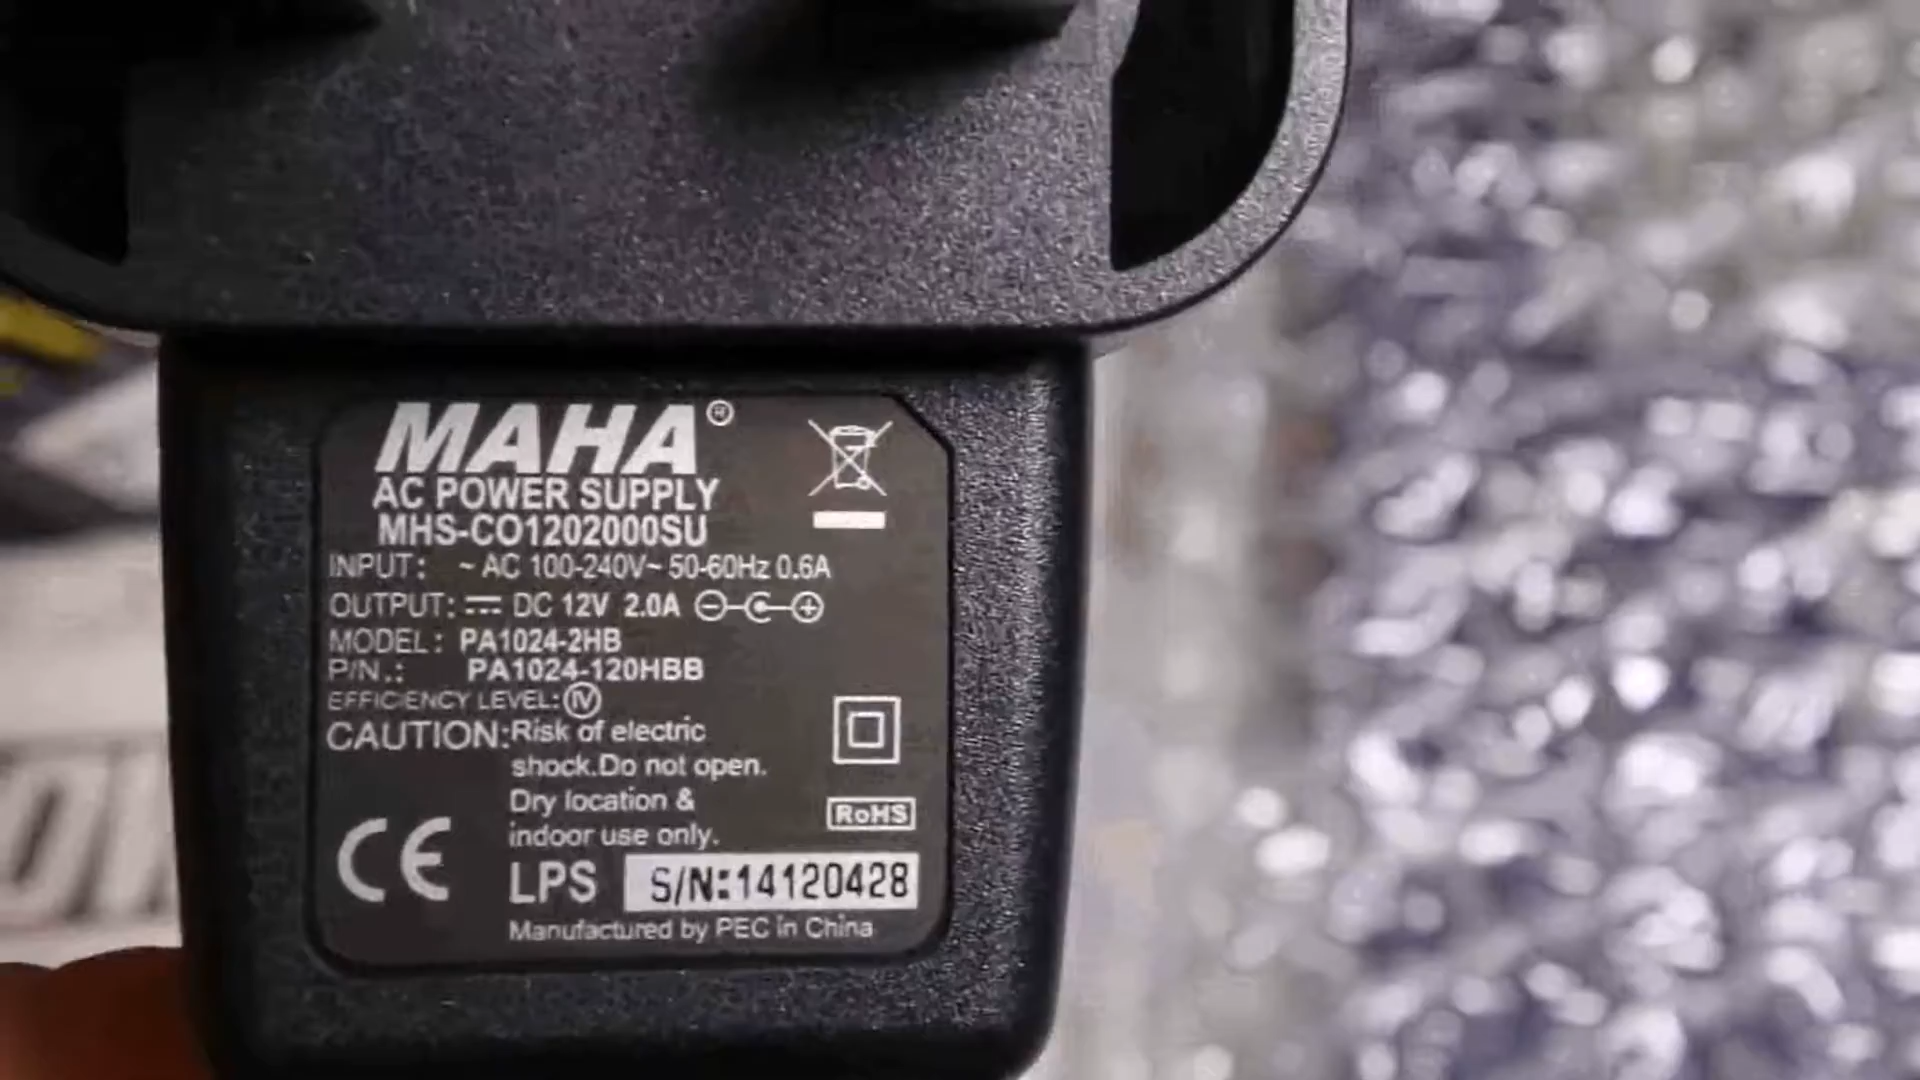 MAHA®
AC POWER SUPPLY
MHS-CO1202000SU
INPUT: ~ AC 100-240V~ 50-60Hz 0.6A
OUTPUT: ⎓ DC 12V 2.0A
MODEL: PA1024-2HB
P/N.: PA1024-120HBB
EFFICIENCY LEVEL: IV
CAUTION: Risk of electric
shock.Do not open.
Dry location &
indoor use only.
RoHS
CE
LPS S/N:14120428
Manufactured by PEC in China